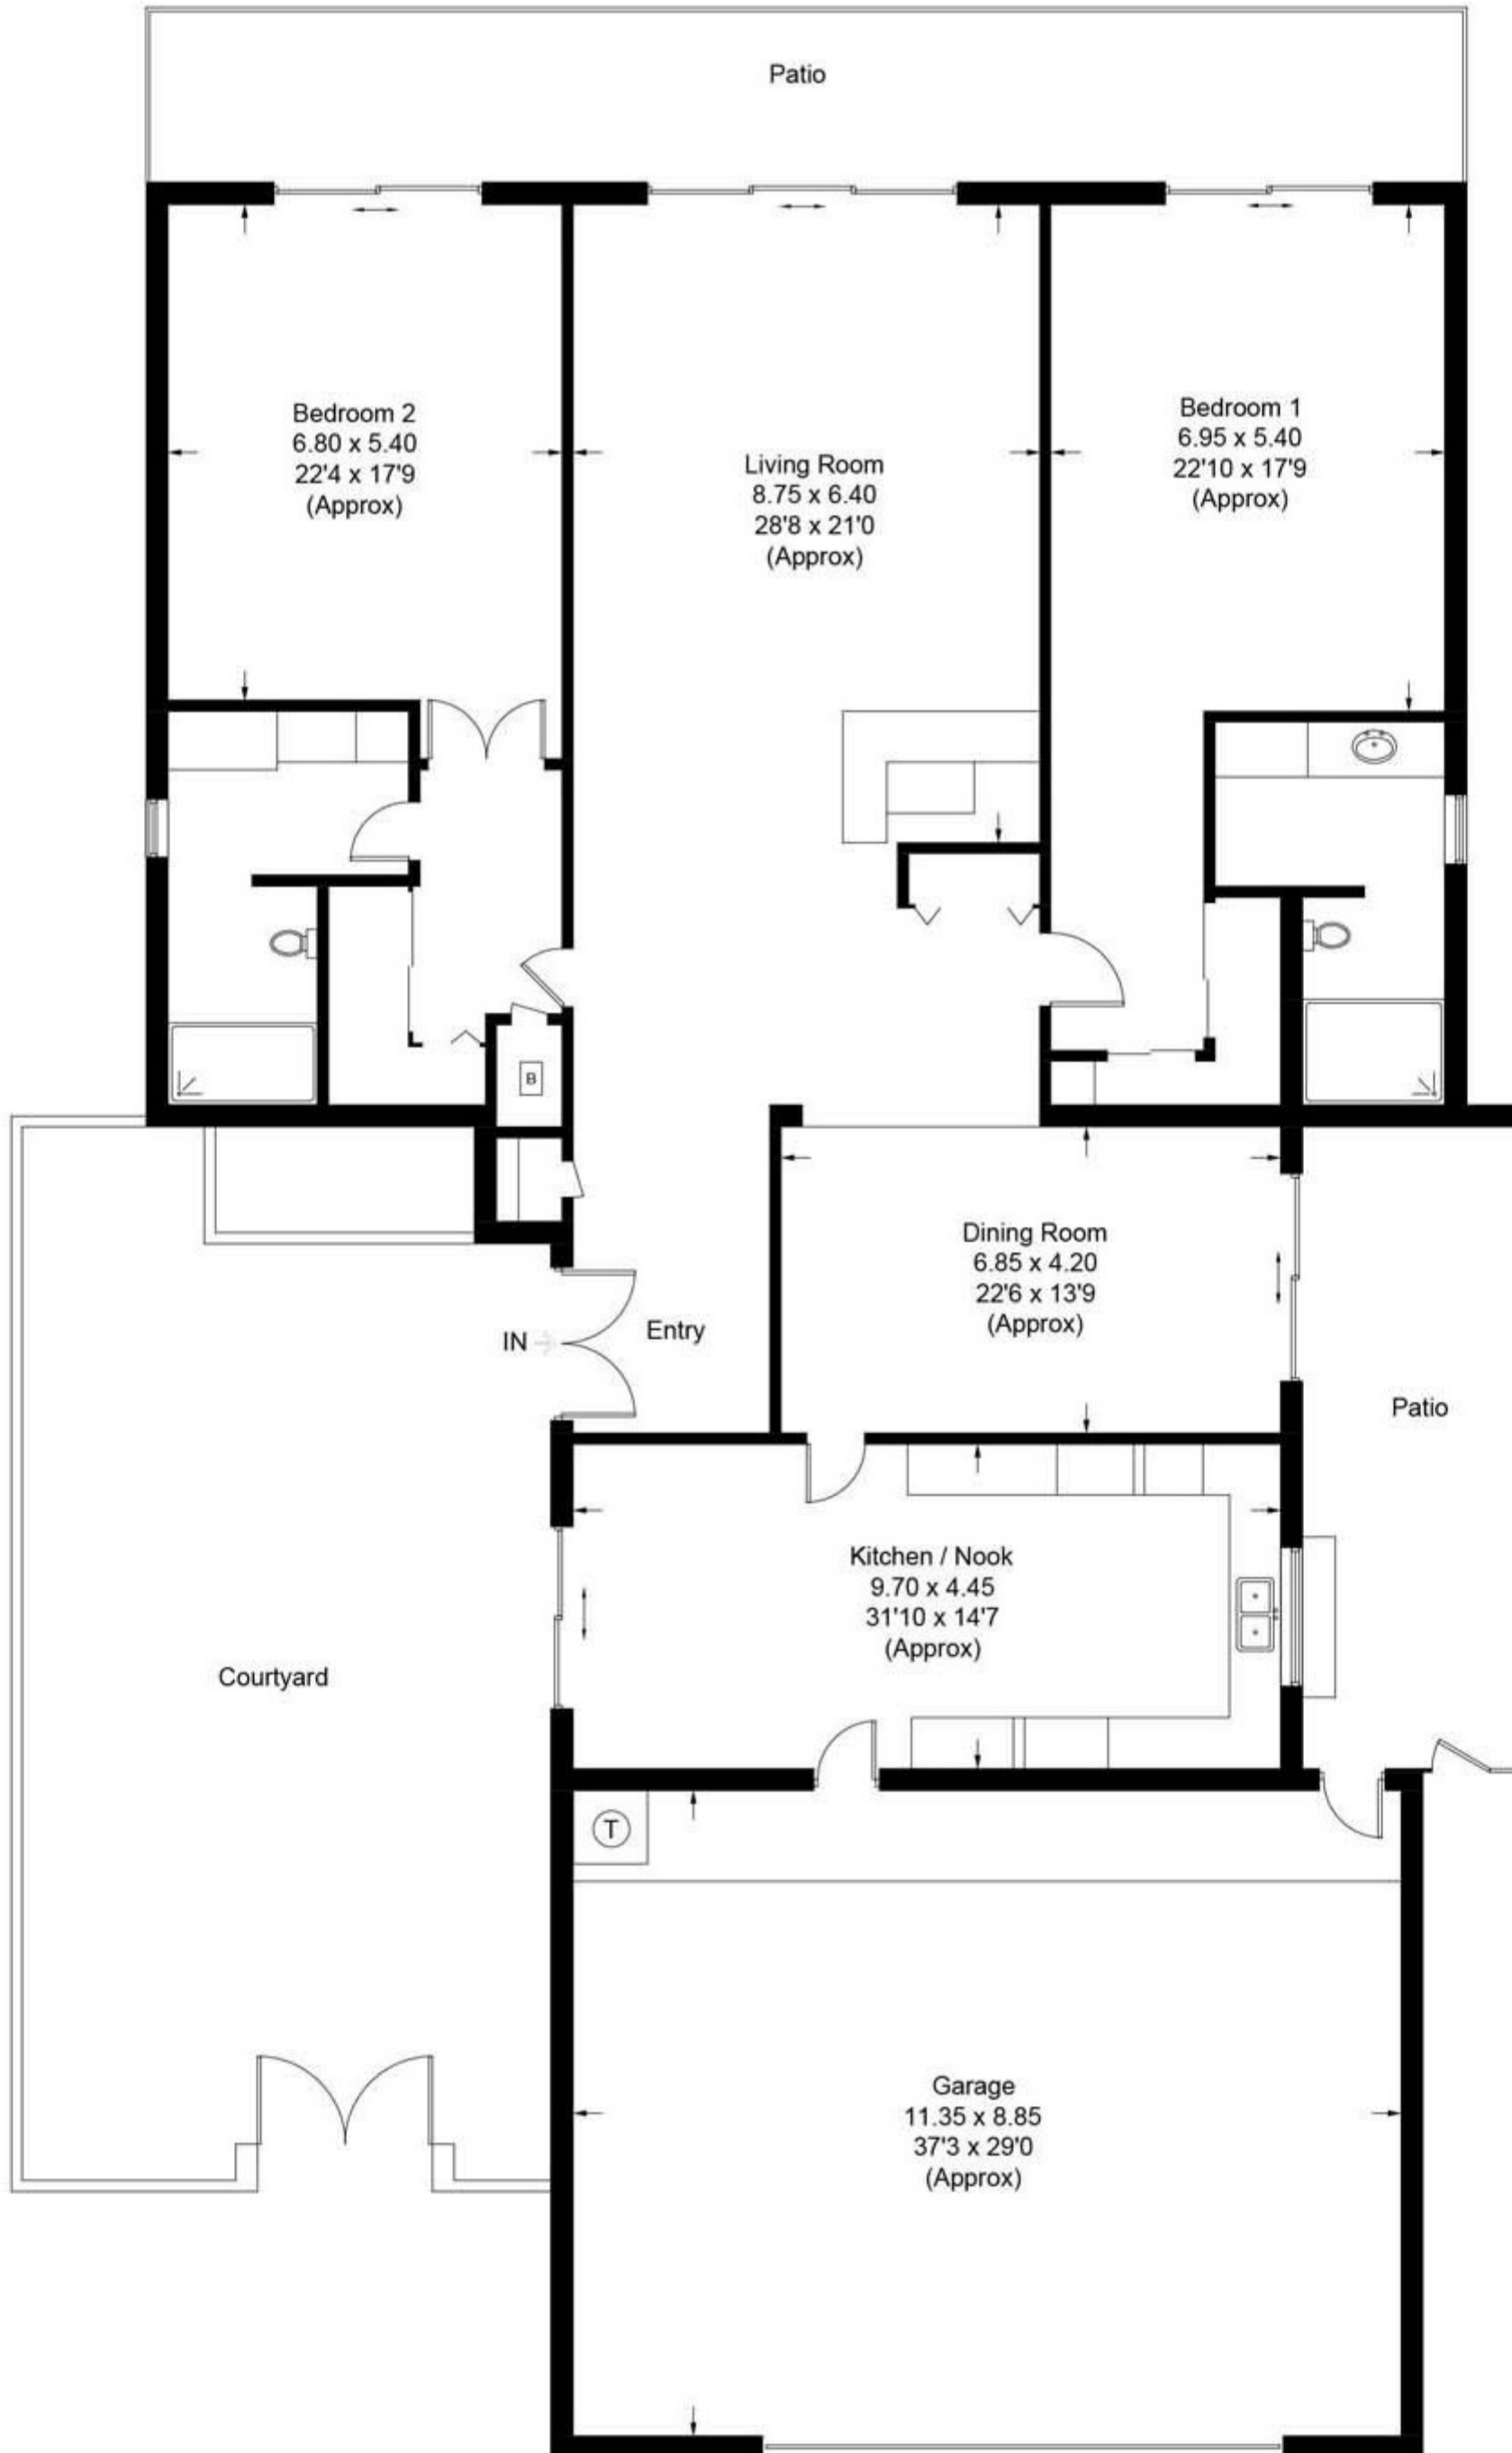 Patio
Bedroom 2
6.80 x 5.40
22'4 x 17'9
(Approx)
Living Room
8.75 x 6.40
28'8 x 21'0
(Approx)
Bedroom 1
6.95 x 5.40
22'10 x 17'9
(Approx)
B
Dining Room
6.85 x 4.20
22'6 x 13'9
(Approx)
IN
Entry
Patio
Kitchen / Nook
9.70 x 4.45
31'10 x 14'7
(Approx)
Courtyard
T
Garage
11.35 x 8.85
37'3 x 29'0
(Approx)